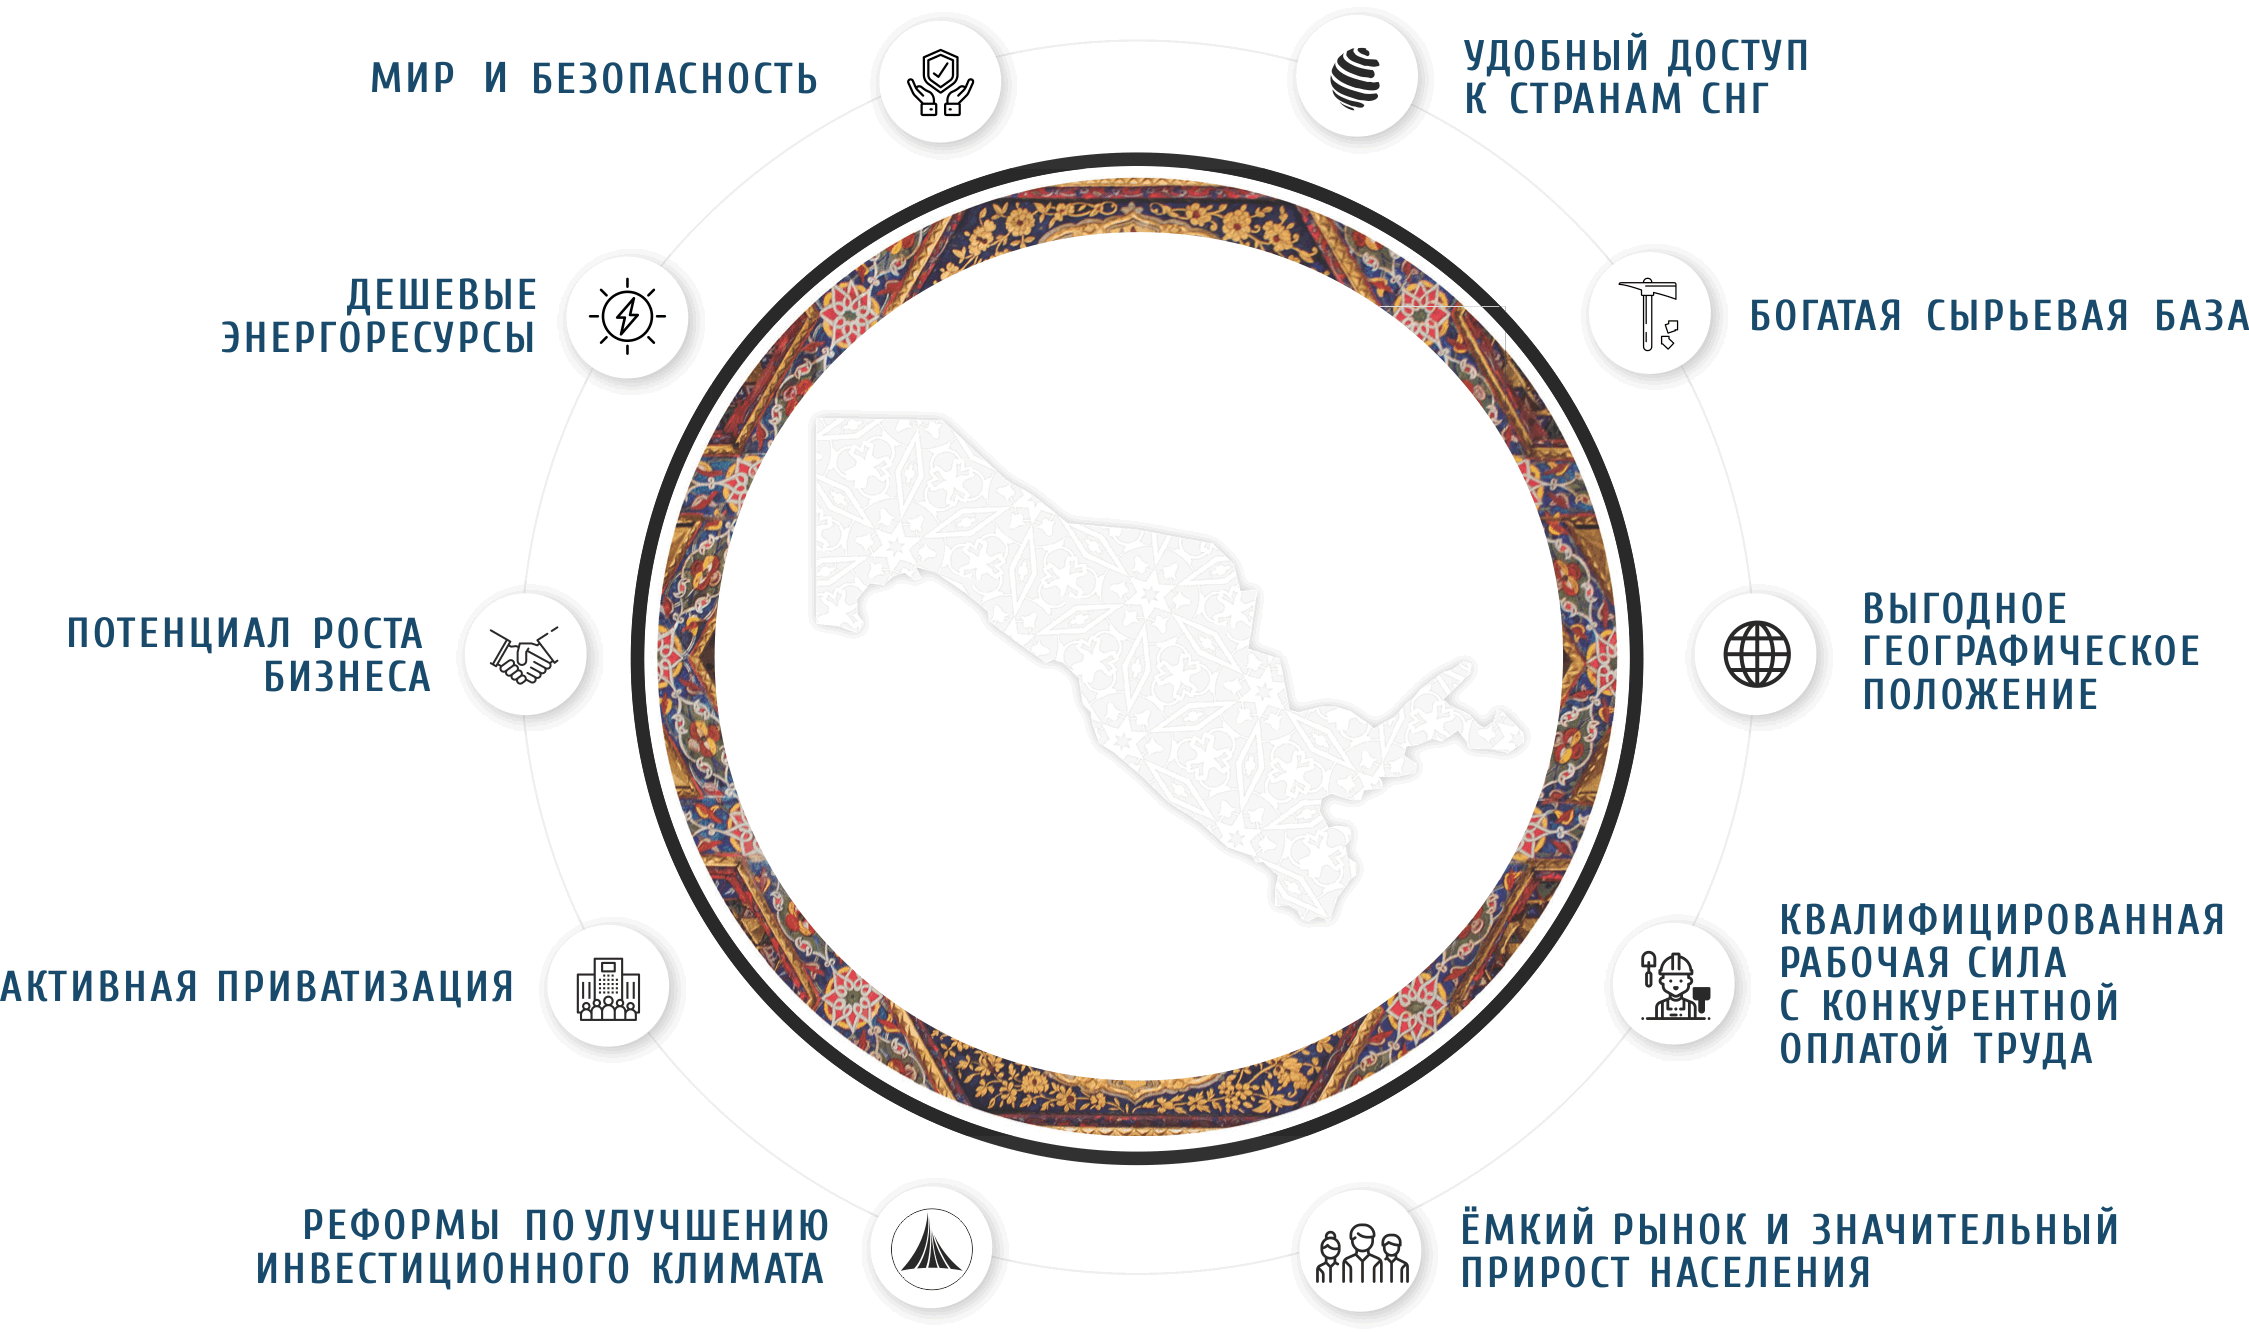 МИР И БЕЗОПАСНОСТЬ
УДОБНЫЙ ДОСТУП
К СТРАНАМ СНГ
ДЕШЕВЫЕ
ЭНЕРГОРЕСУРСЫ
БОГАТАЯ СЫРЬЕВАЯ БАЗА
ПОТЕНЦИАЛ РОСТА
БИЗНЕСА
ВЫГОДНОЕ
ГЕОГРАФИЧЕСКОЕ
ПОЛОЖЕНИЕ
АКТИВНАЯ ПРИВАТИЗАЦИЯ
КВАЛИФИЦИРОВАННАЯ
РАБОЧАЯ СИЛА
С КОНКУРЕНТНОЙ
ОПЛАТОЙ ТРУДА
РЕФОРМЫ ПО УЛУЧШЕНИЮ
ИНВЕСТИЦИОННОГО КЛИМАТА
ЁМКИЙ РЫНОК И ЗНАЧИТЕЛЬНЫЙ
ПРИРОСТ НАСЕЛЕНИЯ